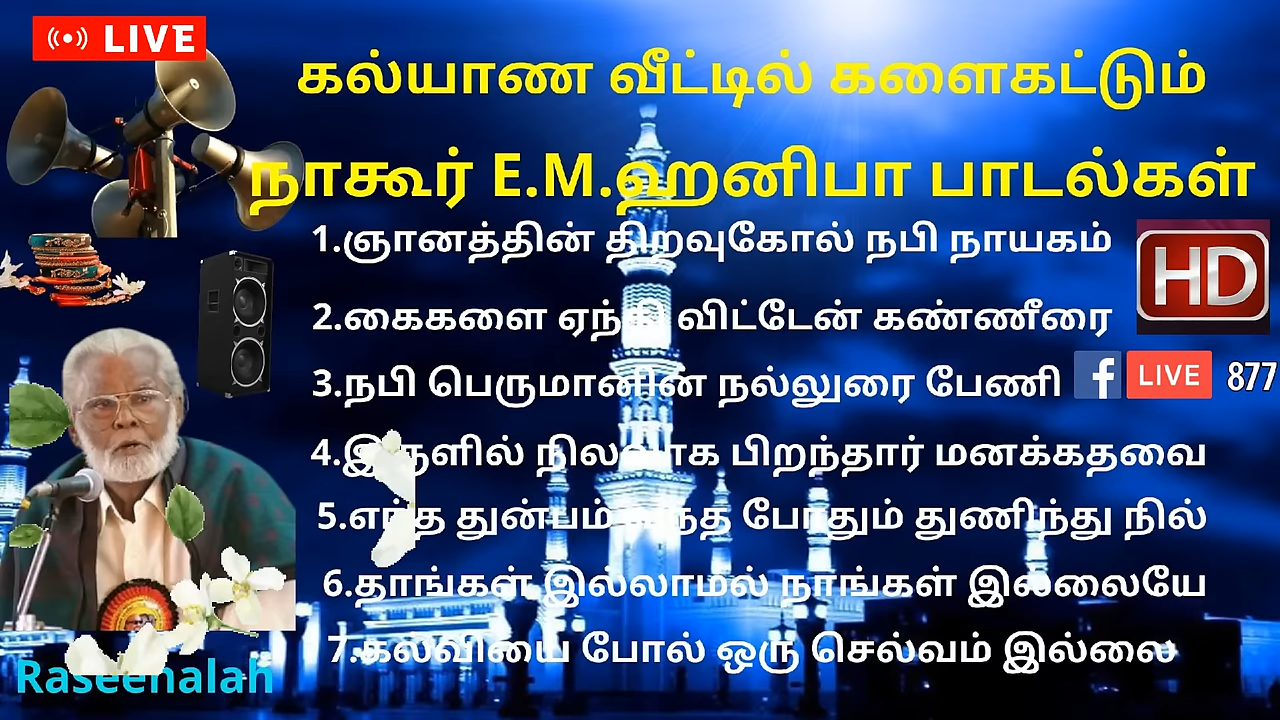 LIVE
கல்யாண வீட்டில் களைகட்டும்
நாகூர் E.M.ஹனிபா பாடல்கள்
1.ஞானத்தின் திறவுகோல் நபி நாயகம்
HD
2.கைகளை ஏந்தி விட்டேன் கண்ணீரை
3.நபி பெருமானின் நல்லுரை பேணி
f LIVE 877
4.இருளில் நிலவாக பிறந்தார் மனக்கதவை
5.எந்த துன்பம் வந்த போதும் துணிந்து நில்
6.தாங்கள் இல்லாமல் நாங்கள் இல்லையே
7.கல்வியை போல் ஒரு செல்வம் இல்லை
Raseenalah